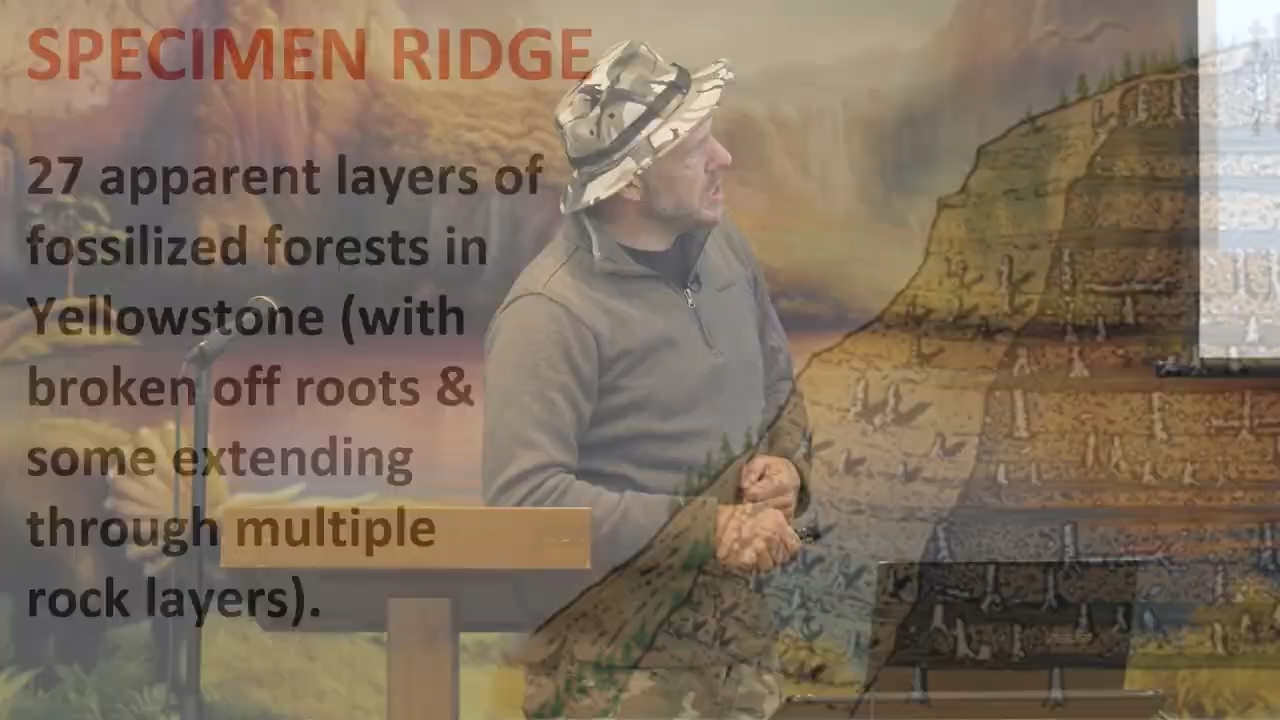 SPECIMEN RIDGE
27 apparent layers of
fossilized forests in
Yellowstone (with
broken off roots &
some extending
through multiple
rock layers).